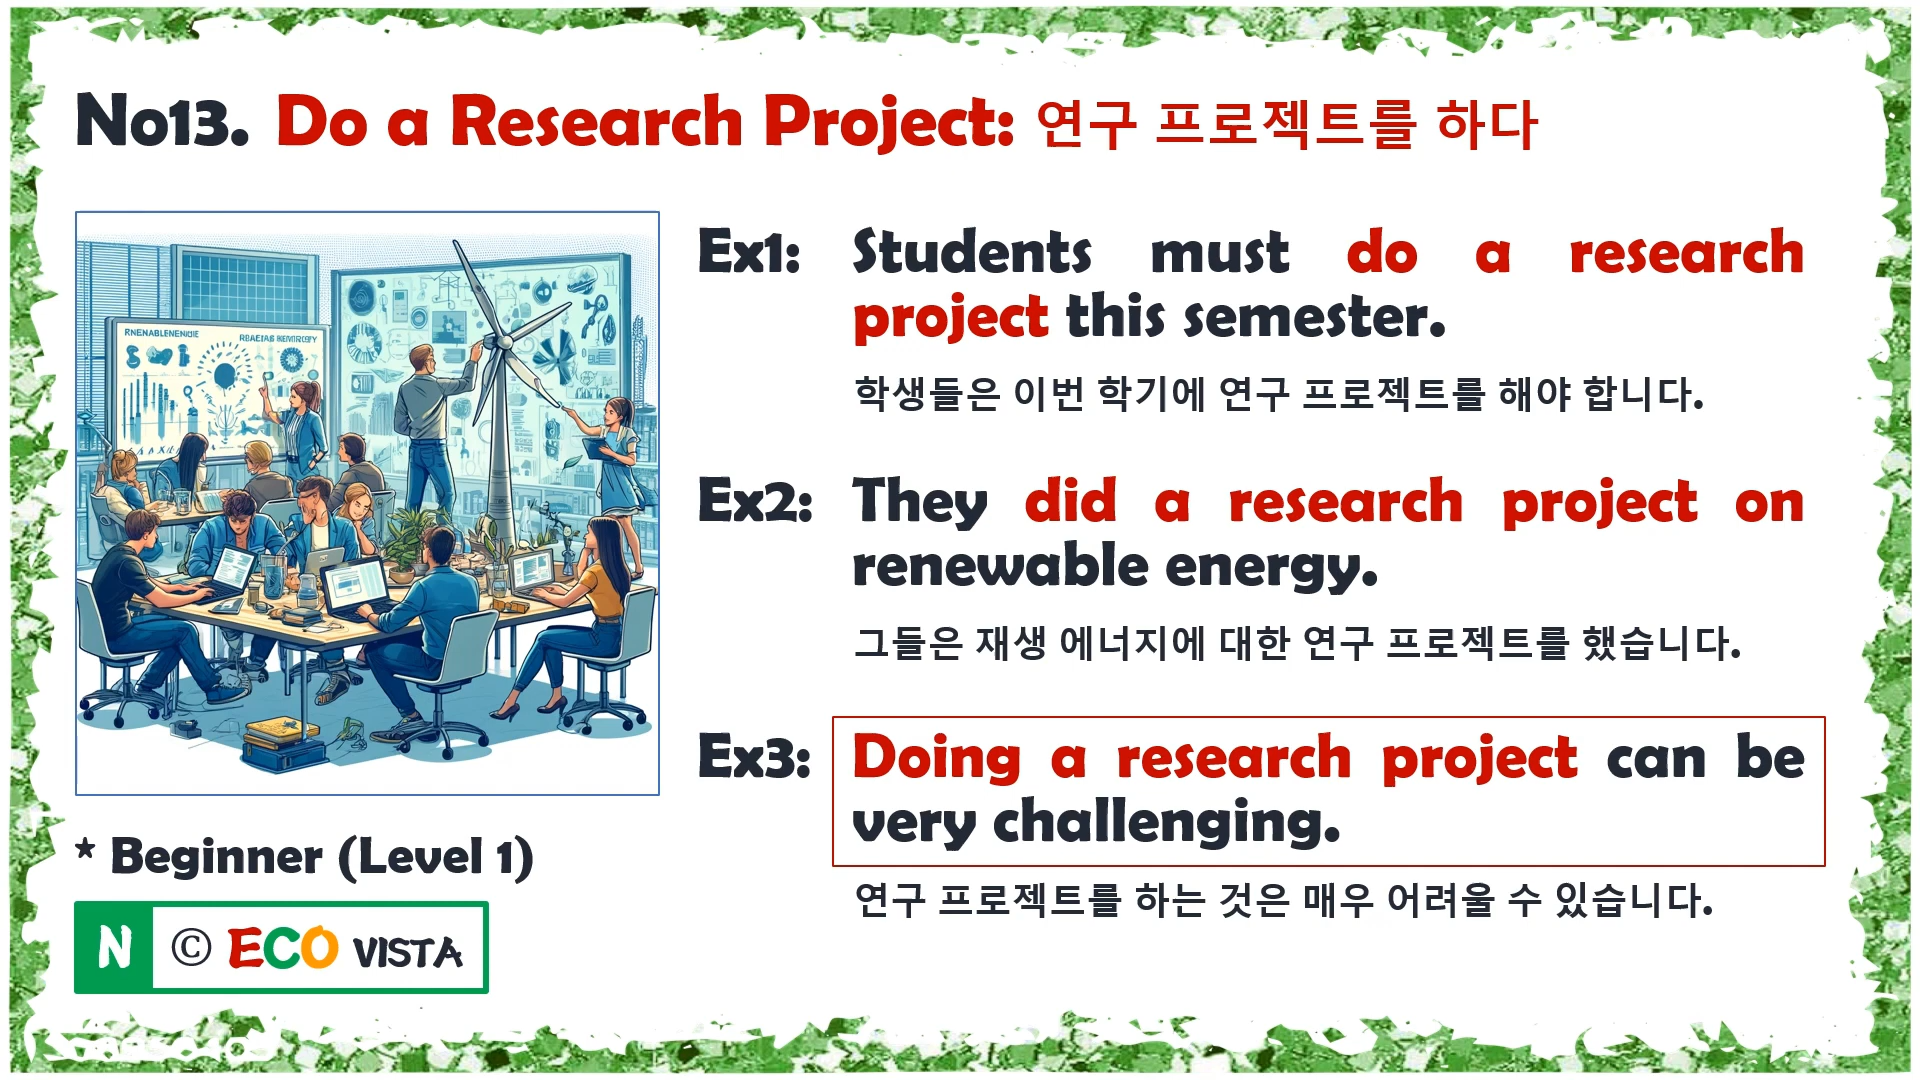 No13. Do a Research Project: 연구 프로젝트를 하다
RNENABLENENGIE
Ex1: Students must do a research
project this semester.
학생들은 이번 학기에 연구 프로젝트를 해야 합니다.
Ex2: They did a research project on
renewable energy.
그들은 재생 에너지에 대한 연구 프로젝트를 했습니다.
Ex3: Doing a research project can be
very challenging.
연구 프로젝트를 하는 것은 매우 어려울 수 있습니다.
* Beginner (Level 1)
N © ECO VISTA